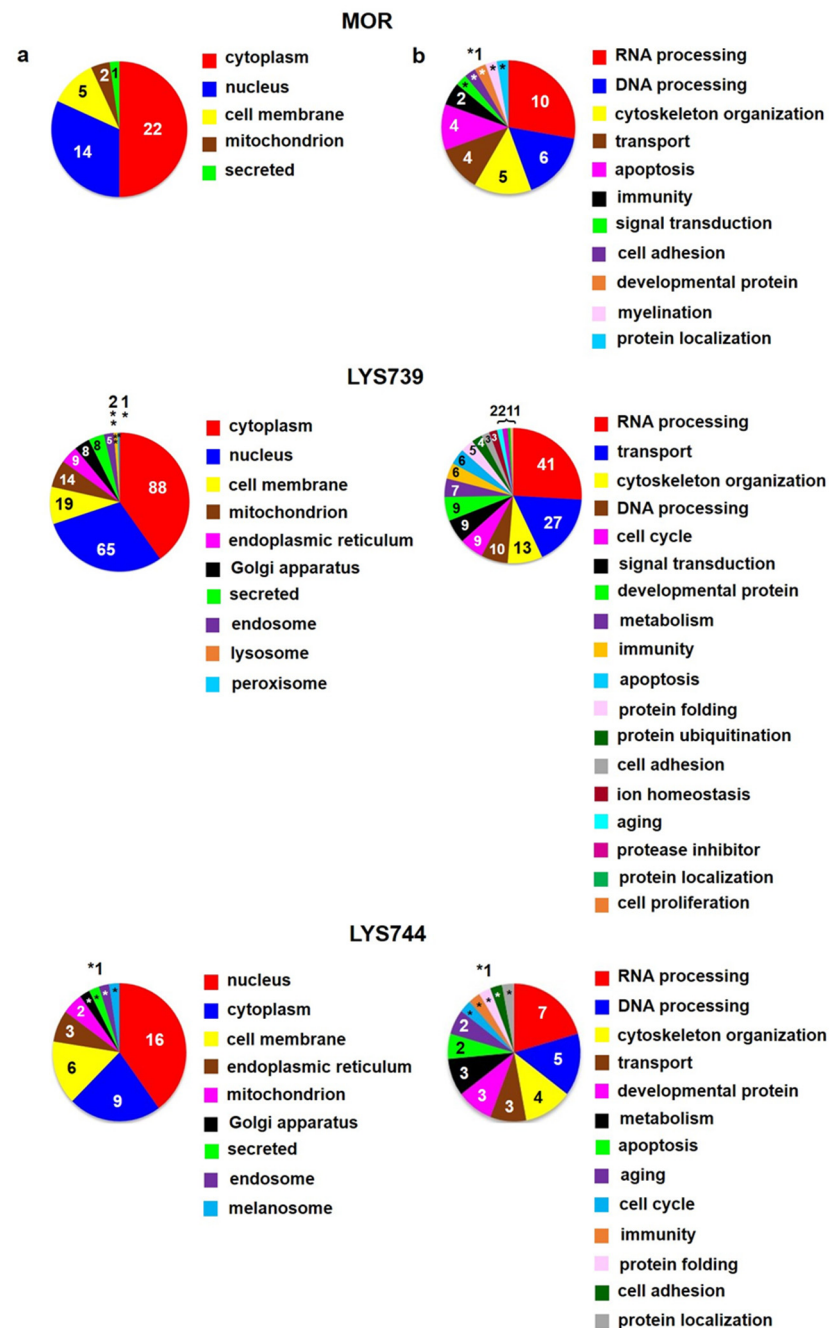 MOR
a
22
14
5
2
1
cytoplasm
nucleus
cell membrane
mitochondrion
secreted
b
*1
10
6
5
4
4
2
*
*
*
*
*
RNA processing
DNA processing
cytoskeleton organization
transport
apoptosis
immunity
signal transduction
cell adhesion
developmental protein
myelination
protein localization
LYS739
2 1
* *
*
88
65
19
14
9
8
8
5
cytoplasm
nucleus
cell membrane
mitochondrion
endoplasmic reticulum
Golgi apparatus
secreted
endosome
lysosome
peroxisome
2211
41
27
13
10
9
9
9
7
6
6
5
4
3
3
RNA processing
transport
cytoskeleton organization
DNA processing
cell cycle
signal transduction
developmental protein
metabolism
immunity
apoptosis
protein folding
protein ubiquitination
cell adhesion
ion homeostasis
aging
protease inhibitor
protein localization
cell proliferation
LYS744
*1
16
9
6
3
2
*
*
*
*
nucleus
cytoplasm
cell membrane
endoplasmic reticulum
mitochondrion
Golgi apparatus
secreted
endosome
melanosome
*1
7
5
4
3
3
3
2
2
*
*
*
*
*
RNA processing
DNA processing
cytoskeleton organization
transport
developmental protein
metabolism
apoptosis
aging
cell cycle
immunity
protein folding
cell adhesion
protein localization